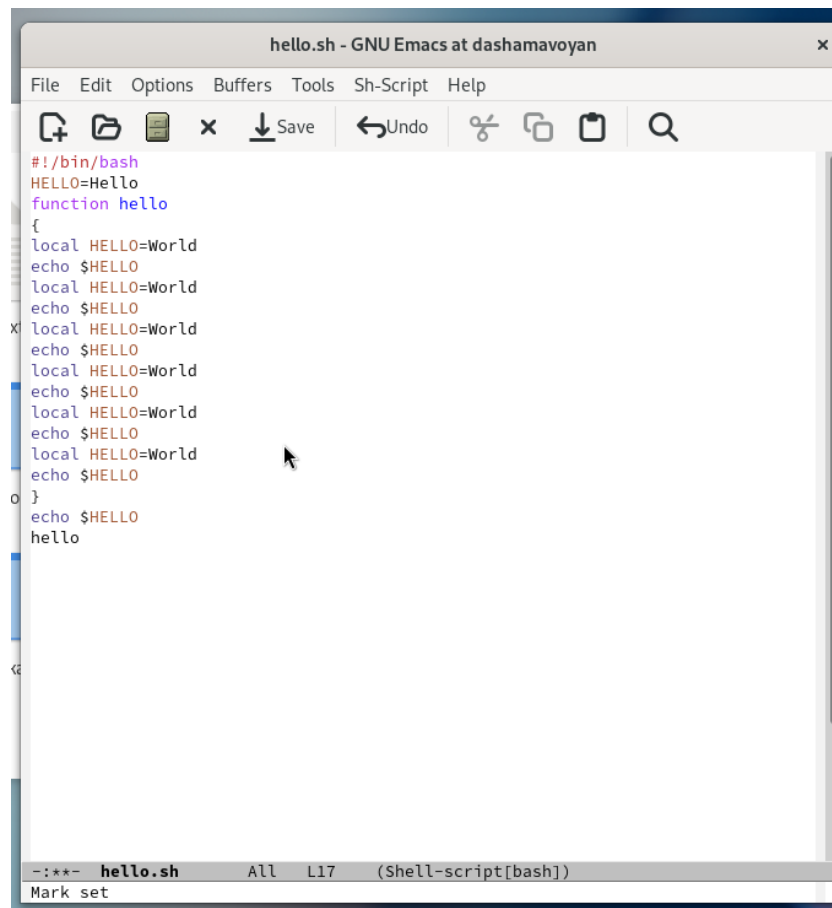 hello.sh - GNU Emacs at dashamavoyan ×
File Edit Options Buffers Tools Sh-Script Help
Save Undo
#!/bin/bash
HELLO=Hello
function hello
{
local HELLO=World
echo $HELLO
local HELLO=World
echo $HELLO
local HELLO=World
echo $HELLO
local HELLO=World
echo $HELLO
local HELLO=World
echo $HELLO
local HELLO=World
echo $HELLO
}
echo $HELLO
hello
-:**- hello.sh All L17 (Shell-script[bash])
Mark set